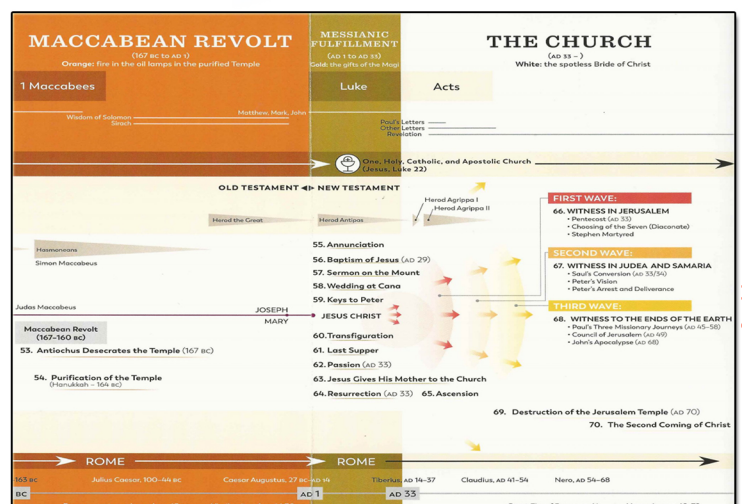 MACCABEAN REVOLT
(167 BC TO AD 1)
Orange: fire in the oil lamps in the purified Temple
MESSIANIC
FULFILLMENT
(AD 1 TO AD 33)
Gold: the gifts of the Magi
THE CHURCH
(AD 33 – )
White: the spotless Bride of Christ
1 Maccabees
Luke
Acts
Matthew, Mark, John
Wisdom of Solomon
Sirach
Paul's Letters
Other Letters
Revelation
One, Holy, Catholic, and Apostolic Church
(Jesus, Luke 22)
OLD TESTAMENT NEW TESTAMENT
Herod Agrippa I
Herod Agrippa II
Herod the Great
Herod Antipas
Hasmoneans
Simon Maccabeus
Judas Maccabeus
JOSEPH
MARY
Maccabean Revolt
(167–160 BC)
53. Antiochus Desecrates the Temple (167 BC)
54. Purification of the Temple
(Hanukkah – 164 BC)
55. Annunciation
56. Baptism of Jesus (AD 29)
57. Sermon on the Mount
58. Wedding at Cana
59. Keys to Peter
JESUS CHRIST
60. Transfiguration
61. Last Supper
62. Passion (AD 33)
63. Jesus Gives His Mother to the Church
64. Resurrection (AD 33) 65. Ascension
FIRST WAVE:
66. WITNESS IN JERUSALEM
• Pentecost (AD 33)
• Choosing of the Seven (Diaconate)
• Stephen Martyred
SECOND WAVE:
67. WITNESS IN JUDEA AND SAMARIA
• Saul's Conversion (AD 33/34)
• Peter's Vision
• Peter's Arrest and Deliverance
THIRD WAVE:
68. WITNESS TO THE ENDS OF THE EARTH
• Paul's Three Missionary Journeys (AD 45–58)
• Council of Jerusalem (AD 49)
• John's Apocalypse (AD 68)
69. Destruction of the Jerusalem Temple (AD 70)
70. The Second Coming of Christ
ROME
ROME
163 BC
Julius Caesar, 100–44 BC
Caesar Augustus, 27 BC–AD 14
Tiberius, AD 14–37
Claudius, AD 41–54
Nero, AD 54–68
BC
AD 1
AD 33